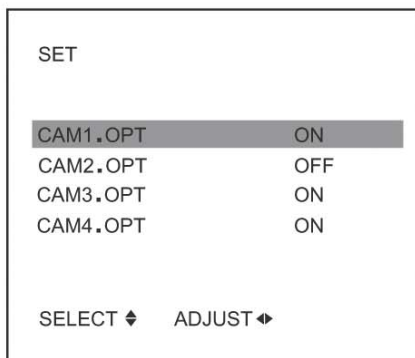 SET
CAM1.OPT ON
CAM2.OPT OFF
CAM3.OPT ON
CAM4.OPT ON
SELECT ADJUST